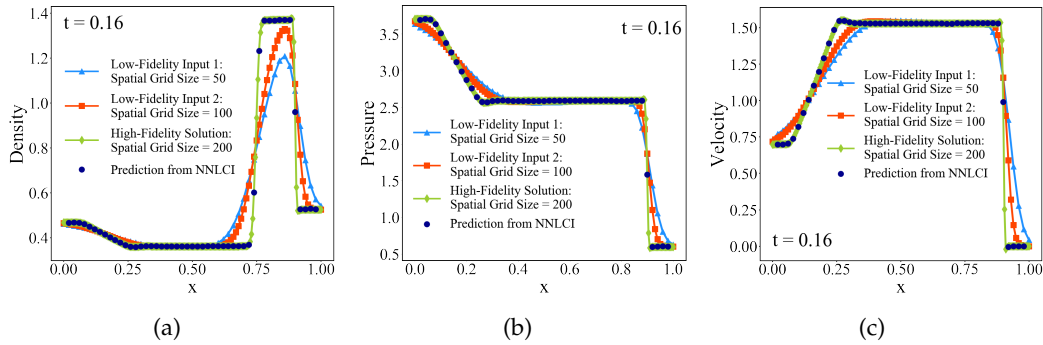 t = 0.16
Density
1.4
1.2
1.0
0.8
0.6
0.4
Low-Fidelity Input 1:
Spatial Grid Size = 50
Low-Fidelity Input 2:
Spatial Grid Size = 100
High-Fidelity Solution:
Spatial Grid Size = 200
Prediction from NNLCI
0.00 0.25 0.50 0.75 1.00
x
(a)
t = 0.16
Pressure
3.5
3.0
2.5
2.0
1.5
1.0
0.5
Low-Fidelity Input 1:
Spatial Grid Size = 50
Low-Fidelity Input 2:
Spatial Grid Size = 100
High-Fidelity Solution:
Spatial Grid Size = 200
Prediction from NNLCI
0.0 0.2 0.4 0.6 0.8 1.0
x
(b)
Velocity
1.50
1.25
1.00
0.75
0.50
0.25
0.00
Low-Fidelity Input 1:
Spatial Grid Size = 50
Low-Fidelity Input 2:
Spatial Grid Size = 100
High-Fidelity Solution:
Spatial Grid Size = 200
Prediction from NNLCI
t = 0.16
0.00 0.25 0.50 0.75 1.00
x
(c)